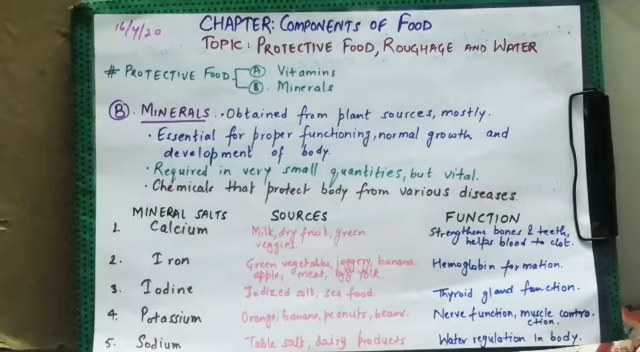 16/4/20
CHAPTER: COMPONENTS OF FOOD
TOPIC: PROTECTIVE FOOD, ROUGHAGE AND WATER
# PROTECTIVE FOOD
A Vitamins
B Minerals
B. MINERALS. • Obtained from plant sources, mostly.
• Essential for proper functioning, normal growth and
development of body.
• Required in very small quantities, but vital.
• Chemicals that protect body from various diseases.
MINERAL SALTS SOURCES FUNCTION
1. Calcium Milk, dry fruit, green Strengthens bones & teeth,
veggies. helps blood to clot.
2. Iron Green vegetables, jaggery, banana Hemoglobin formation.
apple, meat, egg yolk.
3. Iodine Iodized salt, sea food. Thyroid gland function.
4. Potassium Orange, banana, peanuts, beans. Nerve function, muscle contra-
ction.
5. Sodium Table salt, dairy products Water regulation in body.